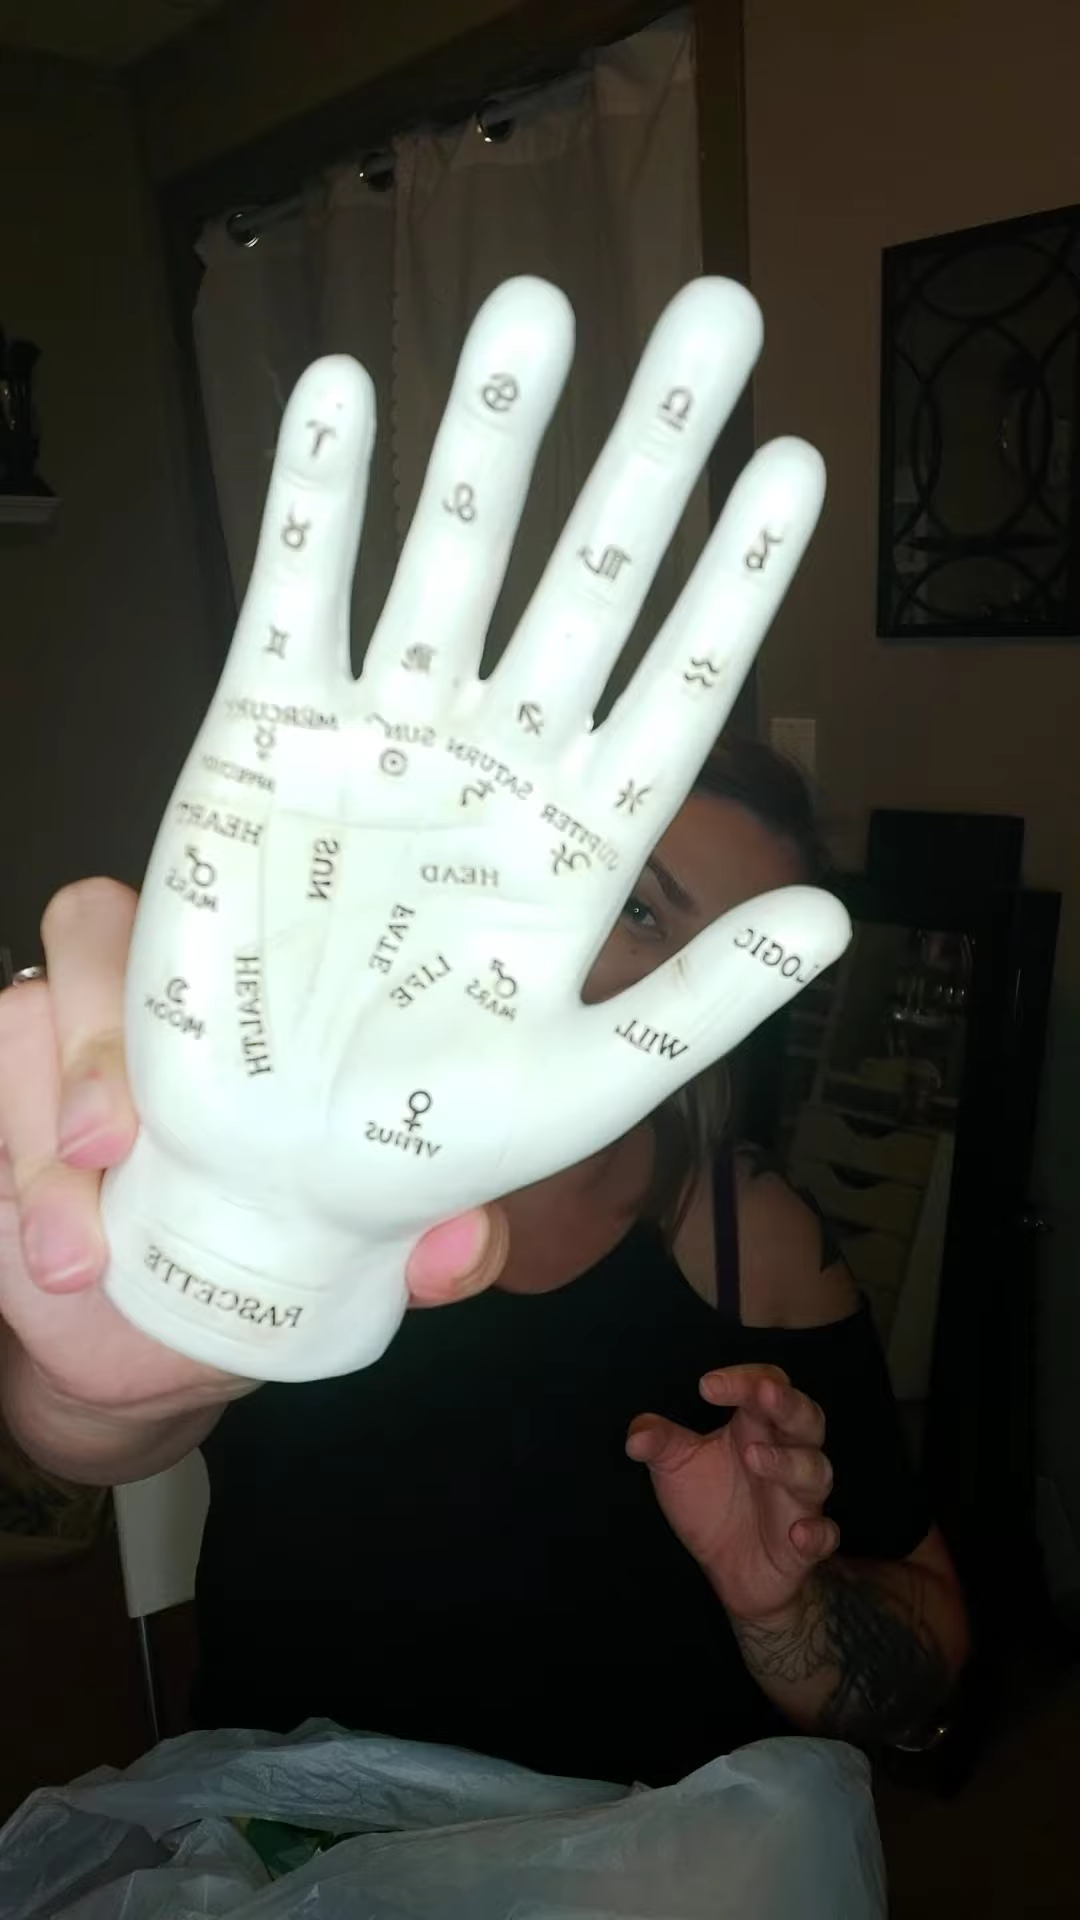 MERCURY
SUN
SATURN
JUPITER
HEART
SUN
HEAD
MARS
FATE
LIFE
MARS
LOGIC
WILL
MOON
HEALTH
VENUS
RASCETTE